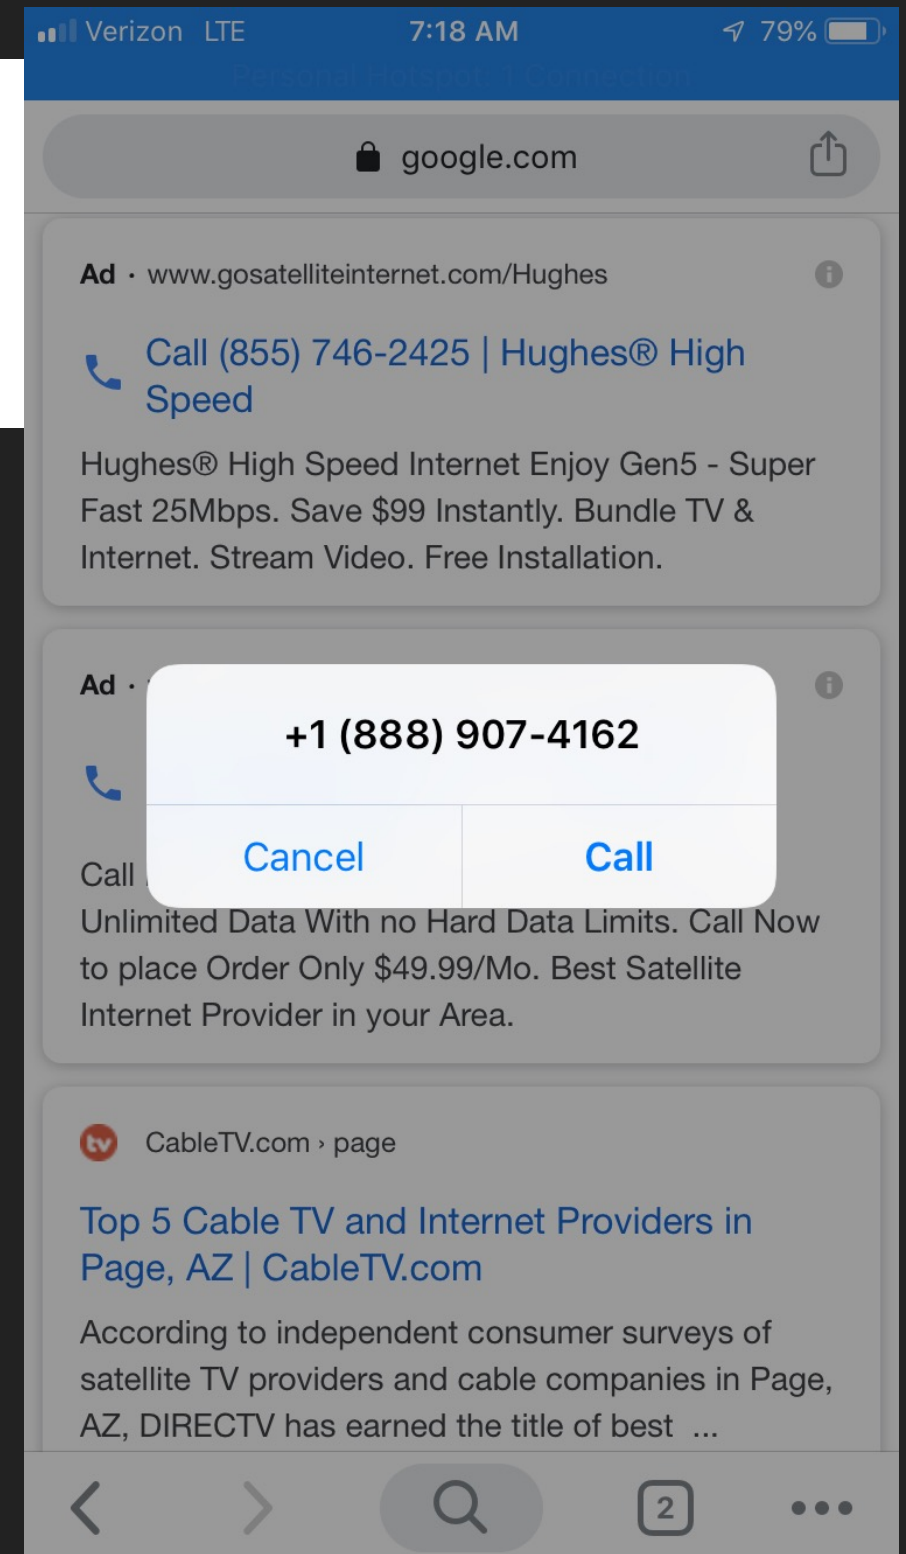 Verizon LTE 7:18 AM 79%
Personal Hotspot: 1 Connection
google.com
Ad · www.gosatelliteinternet.com/Hughes
Call (855) 746-2425 | Hughes® High
Speed
Hughes® High Speed Internet Enjoy Gen5 - Super
Fast 25Mbps. Save $99 Instantly. Bundle TV &
Internet. Stream Video. Free Installation.
Ad ·
+1 (888) 907-4162
Cancel Call
Call
Unlimited Data With no Hard Data Limits. Call Now
to place Order Only $49.99/Mo. Best Satellite
Internet Provider in your Area.
tv CableTV.com › page
Top 5 Cable TV and Internet Providers in
Page, AZ | CableTV.com
According to independent consumer surveys of
satellite TV providers and cable companies in Page,
AZ, DIRECTV has earned the title of best ...
2